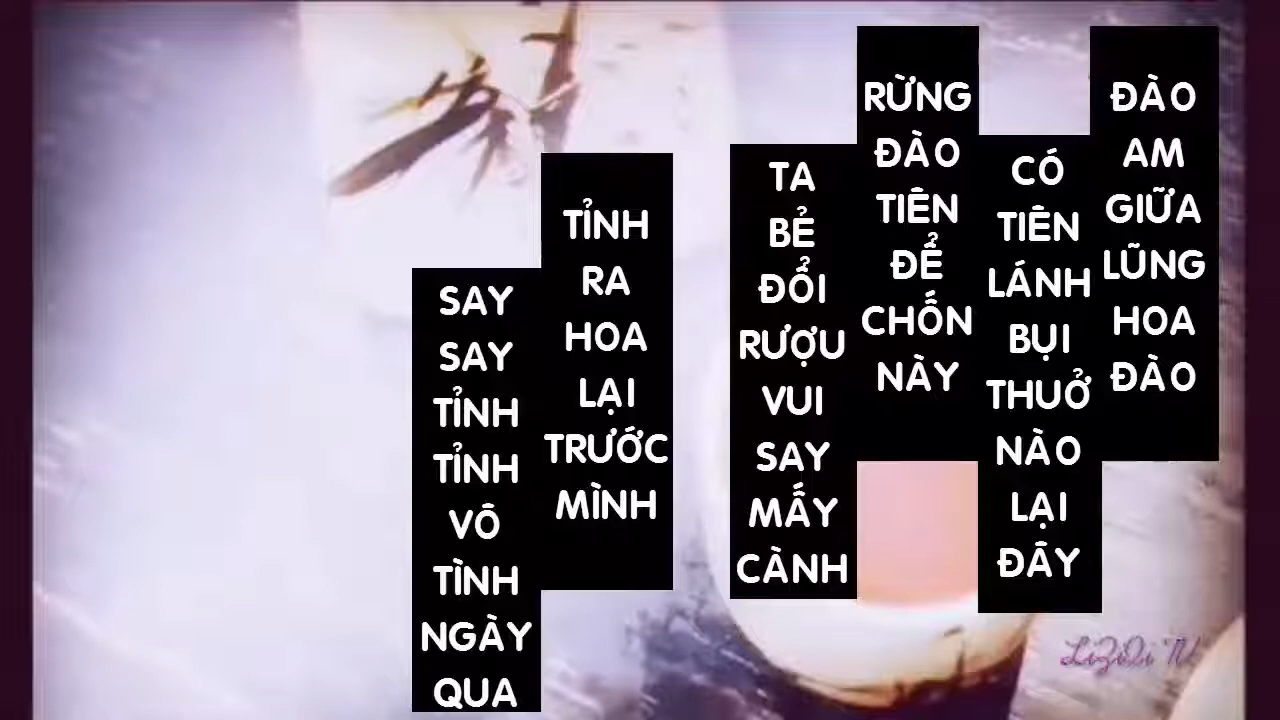 ĐÀO AM GIỮA LŨNG HOA ĐÀO
CÓ TIÊN LÁNH BỤI THUỞ NÀO LẠI ĐÂY
RỪNG ĐÀO TIÊN ĐỂ CHỐN NÀY
TA BẺ ĐỔI RƯỢU VUI SAY MẤY CÀNH
TỈNH RA HOA LẠI TRƯỚC MÌNH
SAY SAY TỈNH TỈNH VÔ TÌNH NGÀY QUA
LiZiQi TV